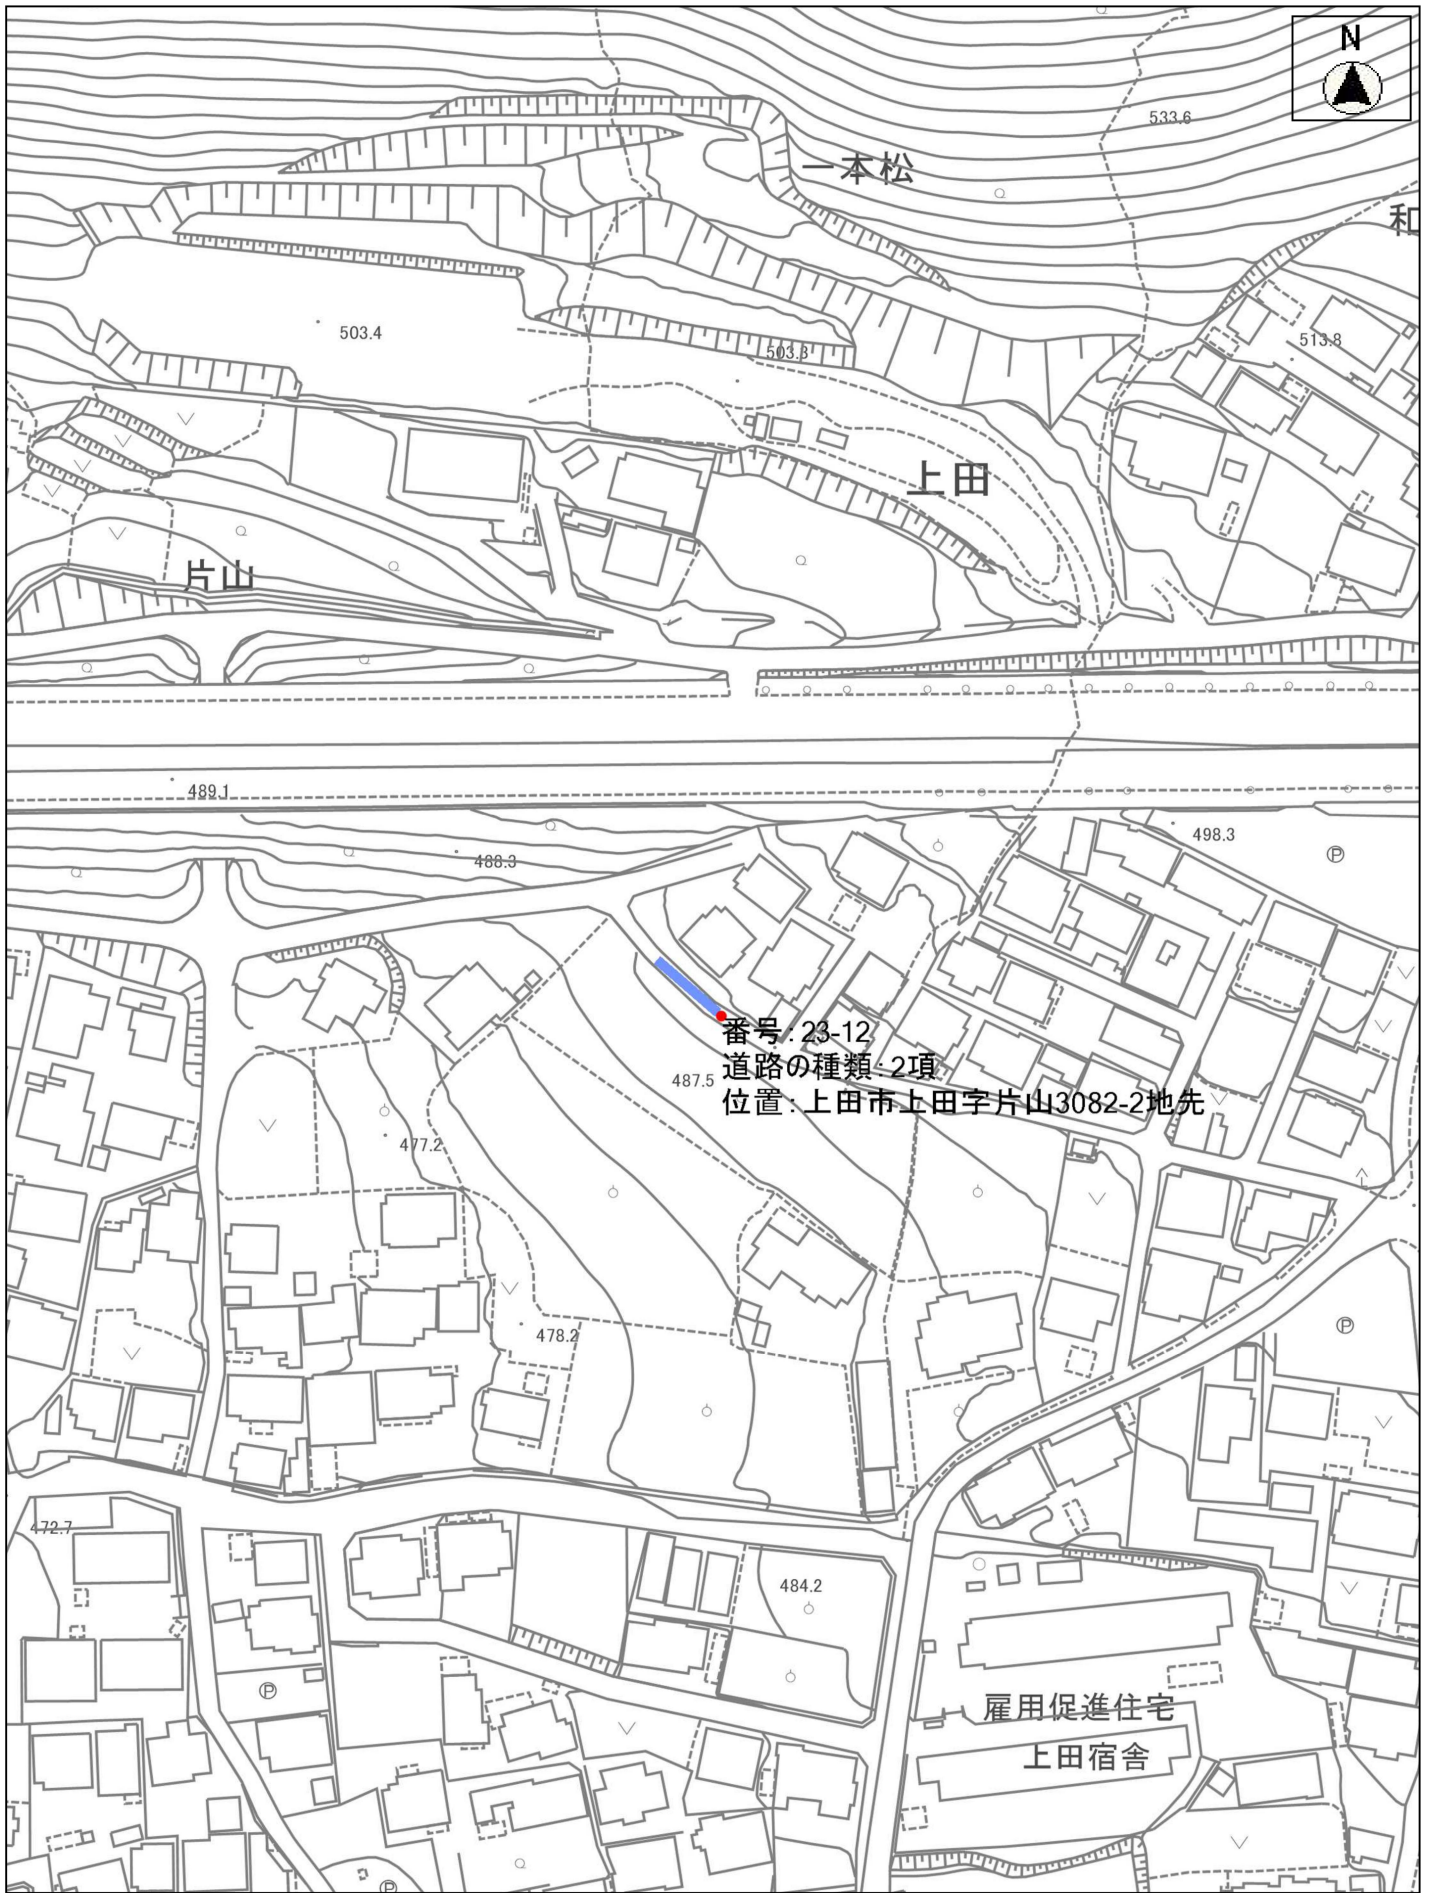 N
533.6
一本松
和
503.4
503.3
513.8
上田
片山
489.1
498.3
488.3
P
番号:23-12
道路の種類:2項
487.5
位置:上田市上田字片山3082-2地先
477.2
478.2
P
472.7
484.2
P
雇用促進住宅
上田宿舎
P